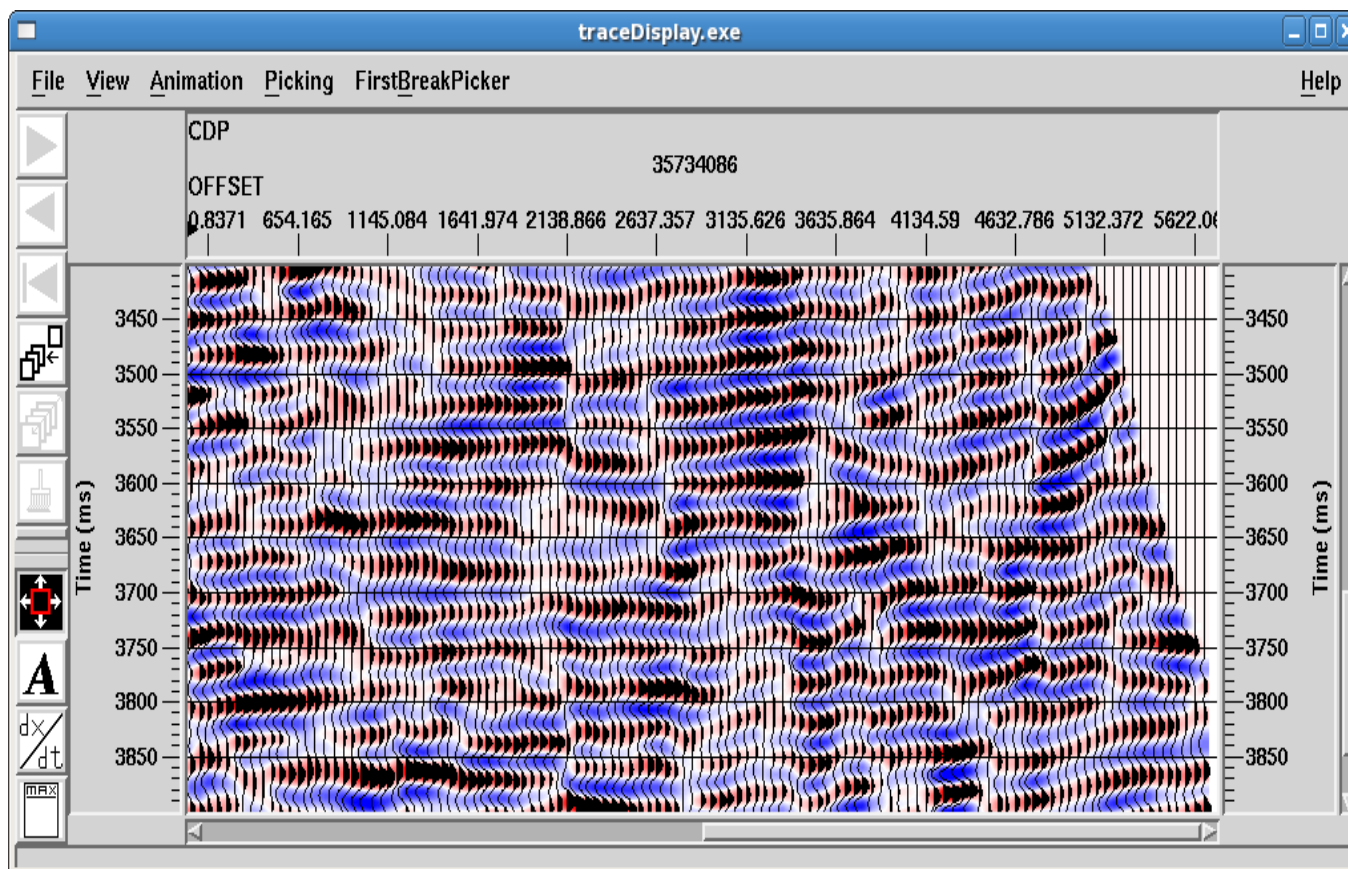 traceDisplay.exe
File View Animation Picking FirstBreakPicker Help
CDP
35734086
OFFSET
0.8371 654.165 1145.084 1641.974 2138.866 2637.357 3135.626 3635.864 4134.59 4632.786 5132.372 5622.06
3450 3450
3500 3500
3550 3550
3600 3600
3650 3650
3700 3700
3750 3750
3800 3800
3850 3850
Time (ms)
Time (ms)
A
dx/dt
MAX